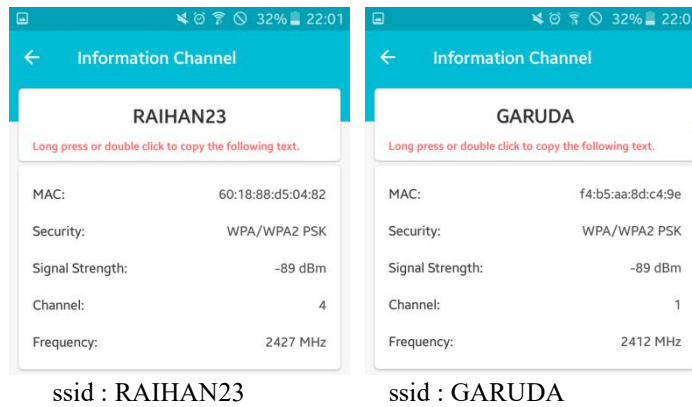 32% 22:01
Information Channel
RAIHAN23
Long press or double click to copy the following text.
MAC: 60:18:88:d5:04:82
Security: WPA/WPA2 PSK
Signal Strength: -89 dBm
Channel: 4
Frequency: 2427 MHz
ssid : RAIHAN23
32% 22:0
Information Channel
GARUDA
Long press or double click to copy the following text.
MAC: f4:b5:aa:8d:c4:9e
Security: WPA/WPA2 PSK
Signal Strength: -89 dBm
Channel: 1
Frequency: 2412 MHz
ssid : GARUDA